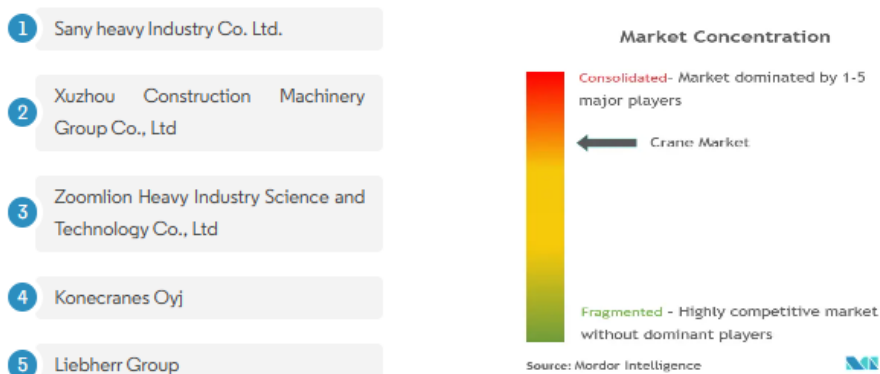 1 Sany heavy Industry Co. Ltd.
2 Xuzhou Construction Machinery
Group Co., Ltd
3 Zoomlion Heavy Industry Science and
Technology Co., Ltd
4 Konecranes Oyj
5 Liebherr Group
Market Concentration
Consolidated- Market dominated by 1-5
major players
Crane Market
Fragmented - Highly competitive market
without dominant players
Source: Mordor Intelligence